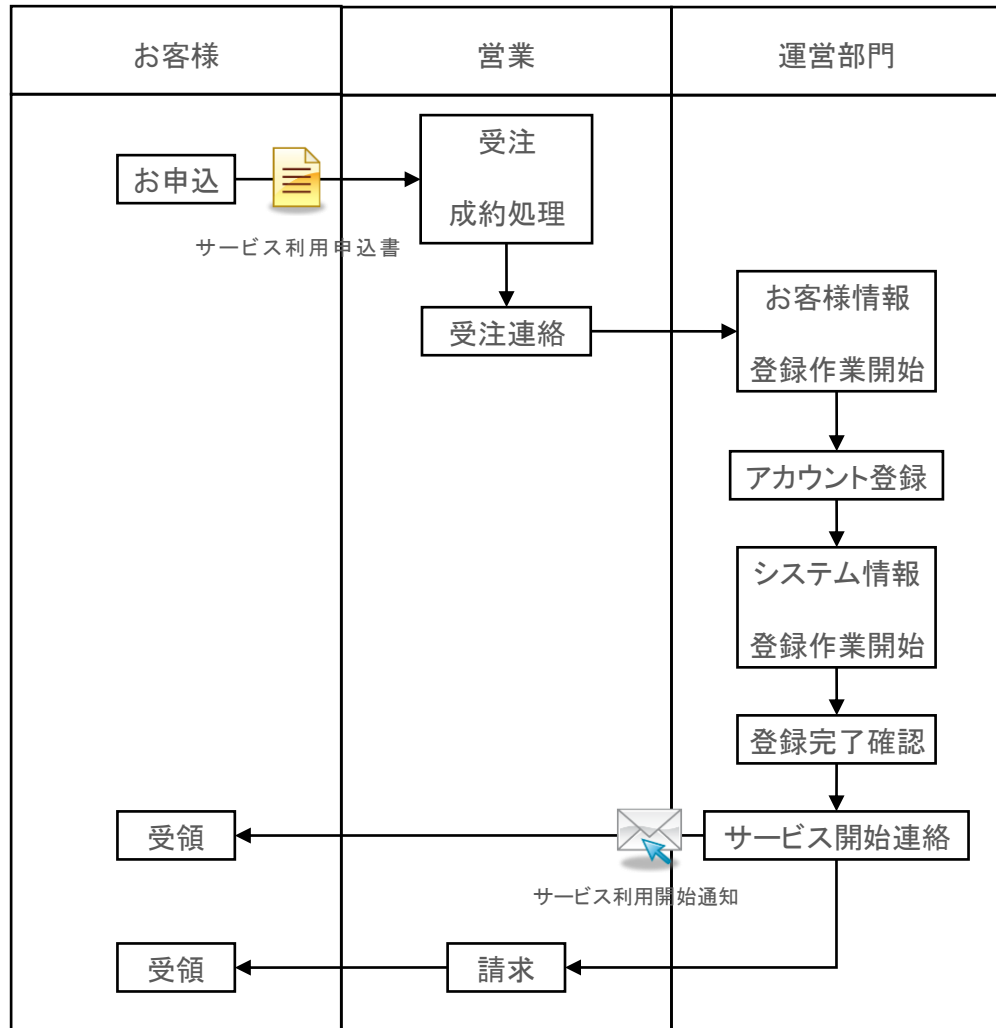 お客様
営業
運営部門
お申込
サービス利用申込書
受注
成約処理
受注連絡
お客様情報
登録作業開始
アカウント登録
システム情報
登録作業開始
登録完了確認
サービス開始連絡
サービス利用開始通知
受領
請求
受領